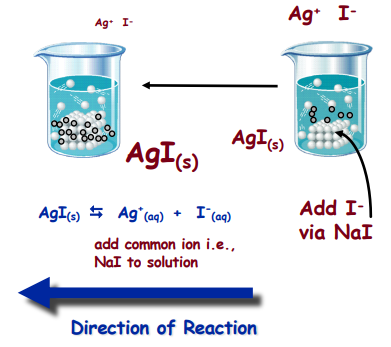 Ag⁺ I⁻
Ag⁺ I⁻
AgI(s)
AgI(s)
Add I⁻
via NaI
AgI(s) ⇆ Ag⁺(aq) + I⁻(aq)
add common ion i.e.,
NaI to solution
Direction of Reaction